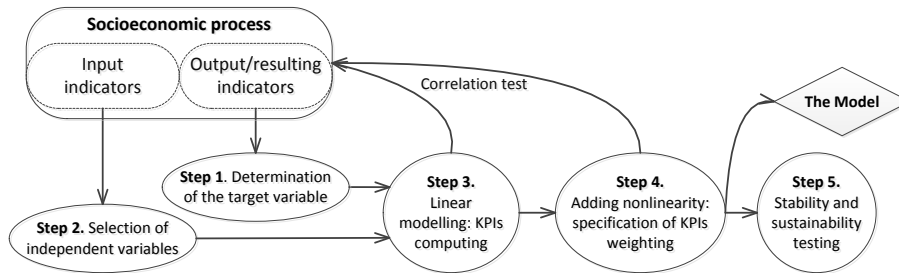 Socioeconomic process
Input
indicators
Output/resulting
indicators
Correlation test
The Model
Step 1. Determination
of the target variable
Step 2. Selection of
independent variables
Step 3.
Linear
modelling: KPIs
computing
Step 4.
Adding nonlinearity:
specification of KPIs
weighting
Step 5.
Stability and
sustainability
testing